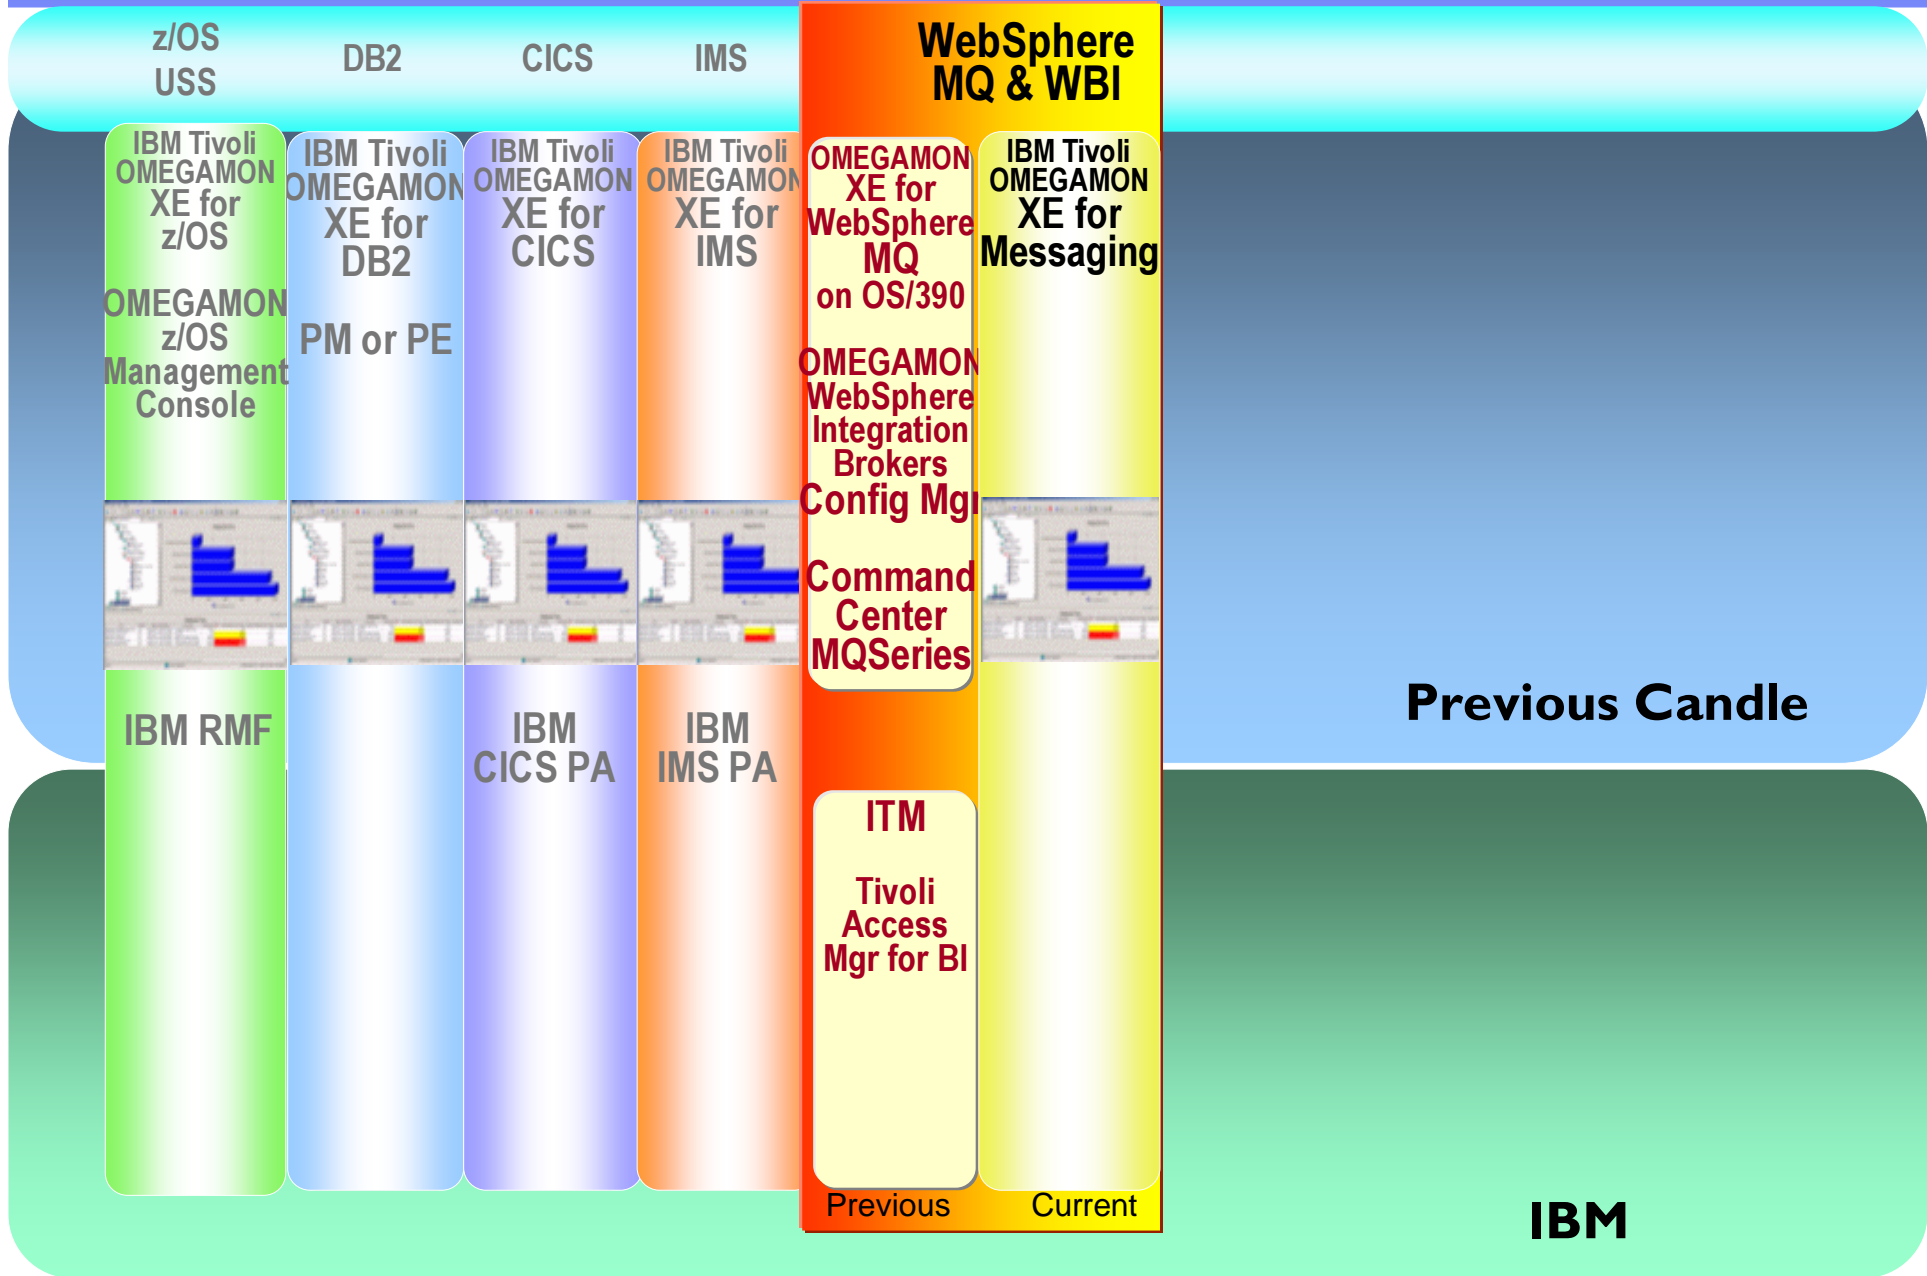 z/OS
USS
DB2
CICS
IMS
WebSphere
MQ & WBI
IBM Tivoli
OMEGAMON
XE for
z/OS
OMEGAMON
z/OS
Management
Console
IBM RMF
IBM Tivoli
OMEGAMON
XE for
DB2
PM or PE
IBM Tivoli
OMEGAMON
XE for
CICS
IBM
CICS PA
IBM Tivoli
OMEGAMON
XE for
IMS
IBM
IMS PA
OMEGAMON
XE for
WebSphere
MQ
on OS/390
OMEGAMON
WebSphere
Integration
Brokers
Config Mgr
Command
Center
MQSeries
ITM
Tivoli
Access
Mgr for BI
Previous
IBM Tivoli
OMEGAMON
XE for
Messaging
Current
Previous Candle
IBM